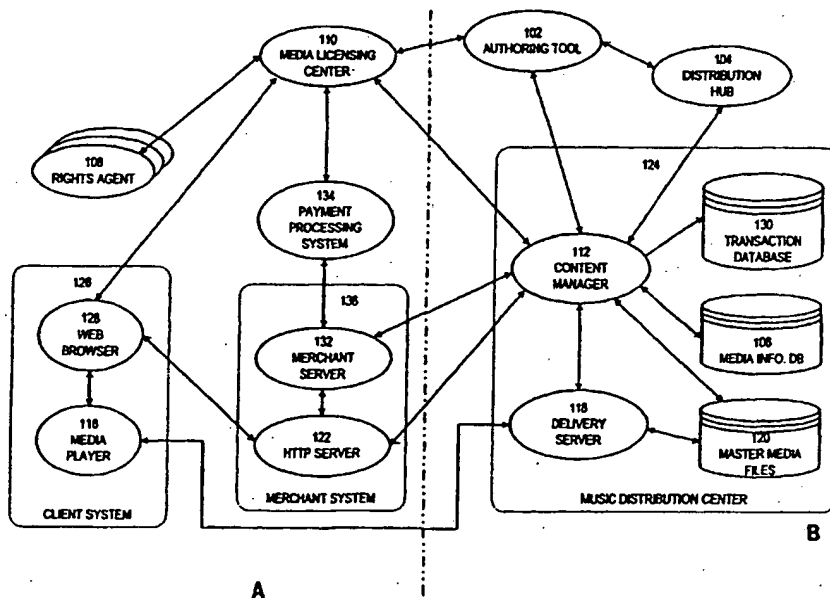 110
MEDIA LICENSING
CENTER
102
AUTHORING TOOL
104
DISTRIBUTION
HUB
108
RIGHTS AGENT
134
PAYMENT
PROCESSING
SYSTEM
124
112
CONTENT
MANAGER
130
TRANSACTION
DATABASE
126
128
WEB
BROWSER
136
132
MERCHANT
SERVER
106
MEDIA INFO. DB
116
MEDIA
PLAYER
122
HTTP SERVER
118
DELIVERY
SERVER
120
MASTER MEDIA
FILES
CLIENT SYSTEM
MERCHANT SYSTEM
MUSIC DISTRIBUTION CENTER
B
A